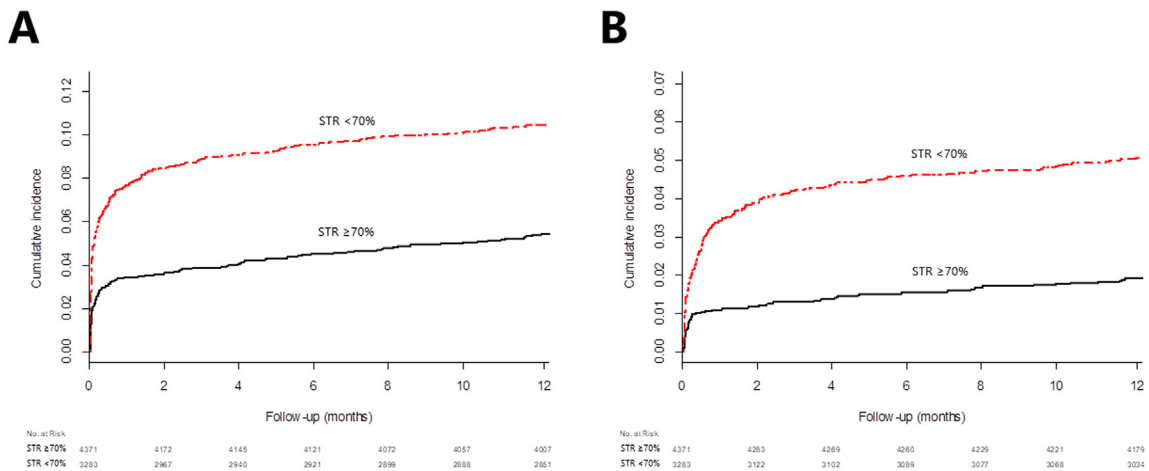 A
B
0.12
0.10
0.08
0.06
0.04
0.02
0.00
Cumulative incidence
STR <70%
STR ≥70%
0 2 4 6 8 10 12
Follow-up (months)
No. at Risk
STR ≥70% 4371 4172 4145 4121 4072 4057 4007
STR <70% 3283 2967 2940 2921 2899 2888 2851
0.07
0.06
0.05
0.04
0.03
0.02
0.01
0.00
Cumulative incidence
STR <70%
STR ≥70%
0 2 4 6 8 10 12
Follow-up (months)
No. at Risk
STR ≥70% 4371 4283 4269 4260 4229 4221 4179
STR <70% 3283 3122 3102 3089 3077 3068 3034